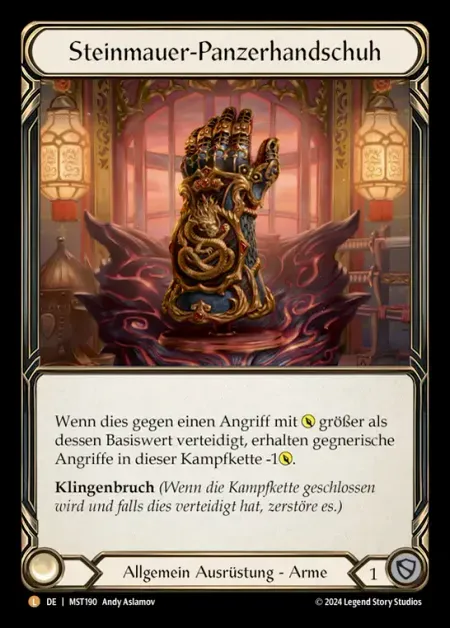 Steinmauer-Panzerhandschuh
Wenn dies gegen einen Angriff mit größer als
dessen Basiswert verteidigt, erhalten gegnerische
Angriffe in dieser Kampfkette -1.
Klingenbruch (Wenn die Kampfkette geschlossen
wird und falls dies verteidigt hat, zerstöre es.)
Allgemein Ausrüstung - Arme
1
L DE | MST190 Andy Aslamov
© 2024 Legend Story Studios